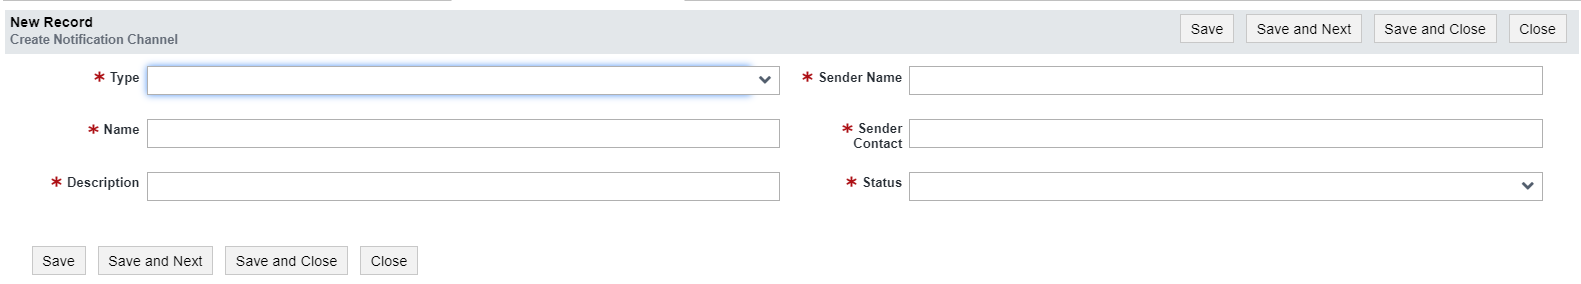 New Record
Create Notification Channel
Save Save and Next Save and Close Close
* Type
* Sender Name
* Name
* Sender
Contact
* Description
* Status
Save Save and Next Save and Close Close